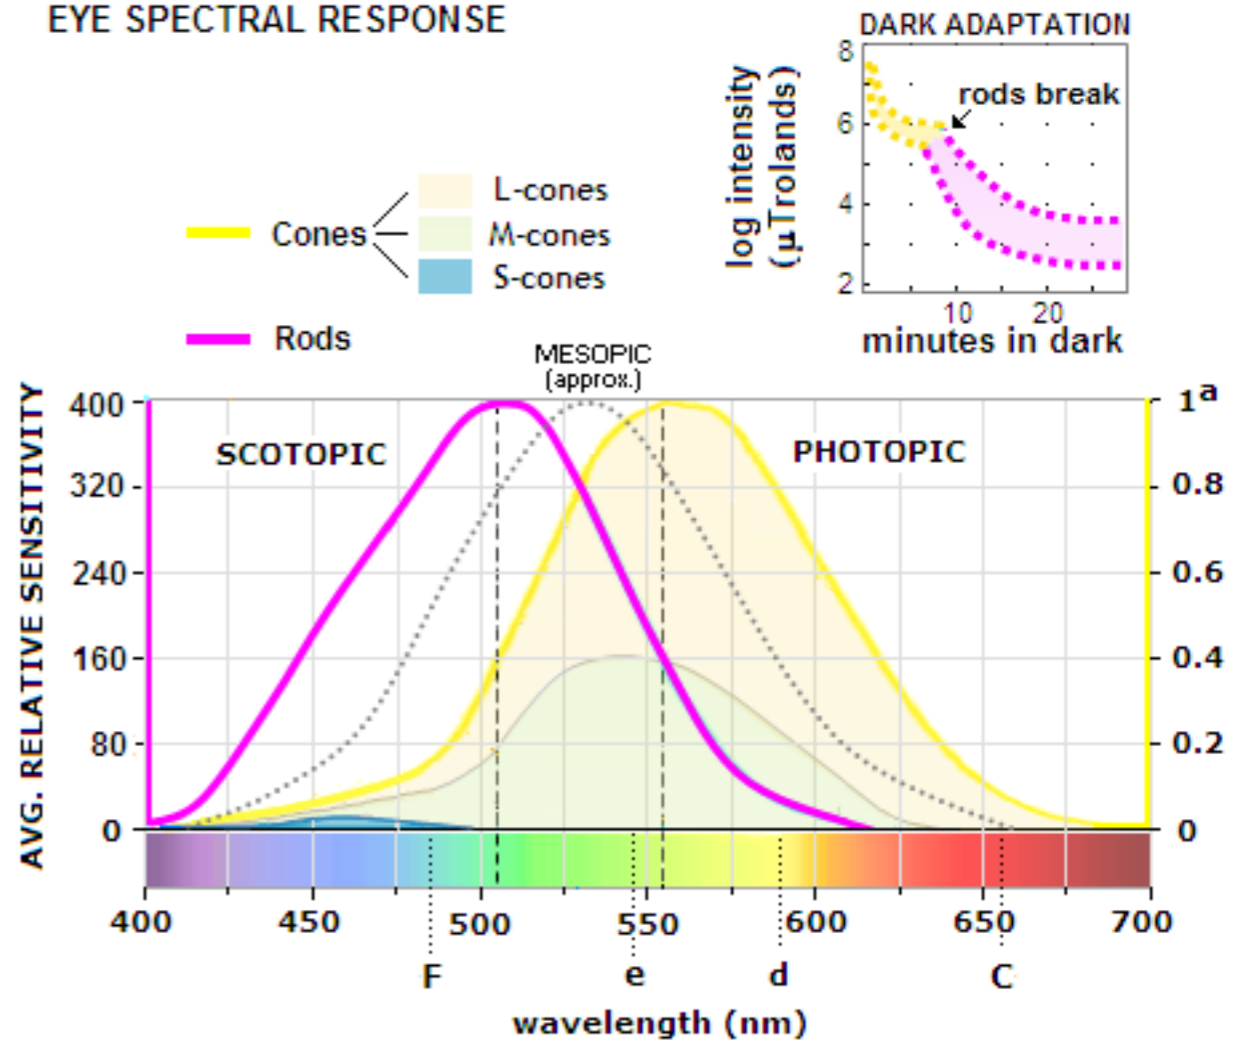 EYE SPECTRAL RESPONSE
DARK ADAPTATION
8
6
4
2
log intensity
(µTrolands)
rods break
10 20
minutes in dark
L-cones
Cones
M-cones
S-cones
Rods
MESOPIC
(approx.)
AVG. RELATIVE SENSITIVITY
400
320
240
160
80
0
SCOTOPIC
PHOTOPIC
1a
0.8
0.6
0.4
0.2
0
400 450 500 550 600 650 700
F e d C
wavelength (nm)